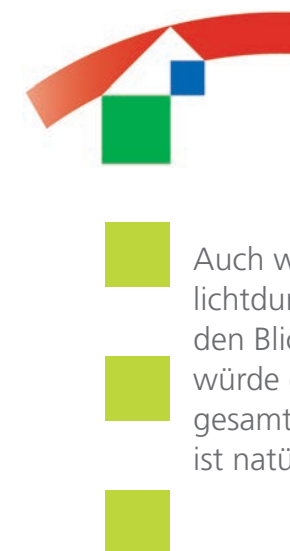 Auch w
lichtdur
den Blic
würde
gesamt
ist natü